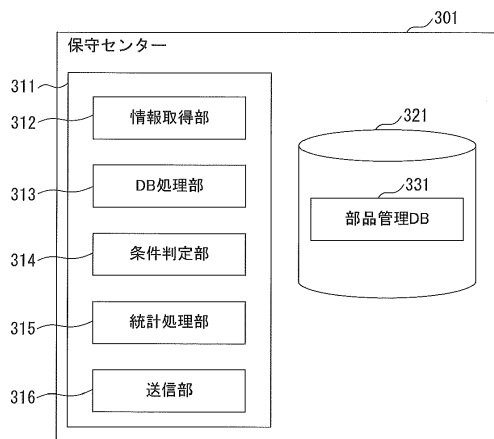 301
保守センター
311
312
情報取得部
313
DB処理部
314
条件判定部
315
統計処理部
316
送信部
321
331
部品管理DB